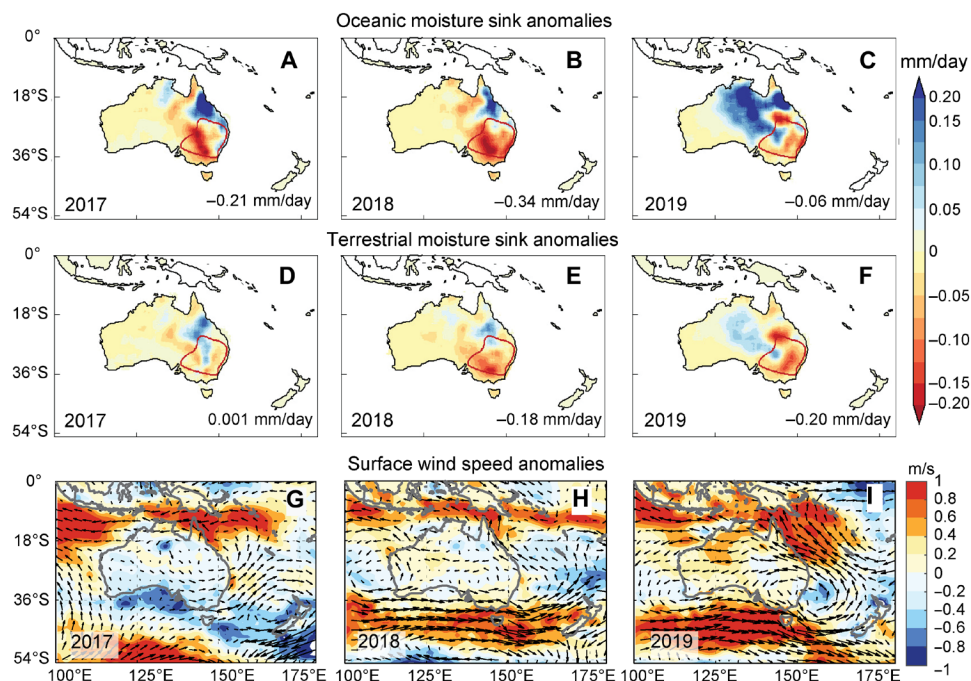 Oceanic moisture sink anomalies
0°
18°S
36°S
54°S
A
2017
−0.21 mm/day
B
2018
−0.34 mm/day
C
2019
−0.06 mm/day
mm/day
0.20
0.15
0.10
0.05
0
−0.05
−0.10
−0.15
−0.20
Terrestrial moisture sink anomalies
0°
18°S
36°S
54°S
D
2017
0.001 mm/day
E
2018
−0.18 mm/day
F
2019
−0.20 mm/day
Surface wind speed anomalies
0°
18°S
36°S
54°S
G
2017
H
2018
I
2019
m/s
1
0.8
0.6
0.4
0.2
0
−0.2
−0.4
−0.6
−0.8
−1
100°E 125°E 150°E 175°E
100°E 125°E 150°E 175°E
100°E 125°E 150°E 175°E